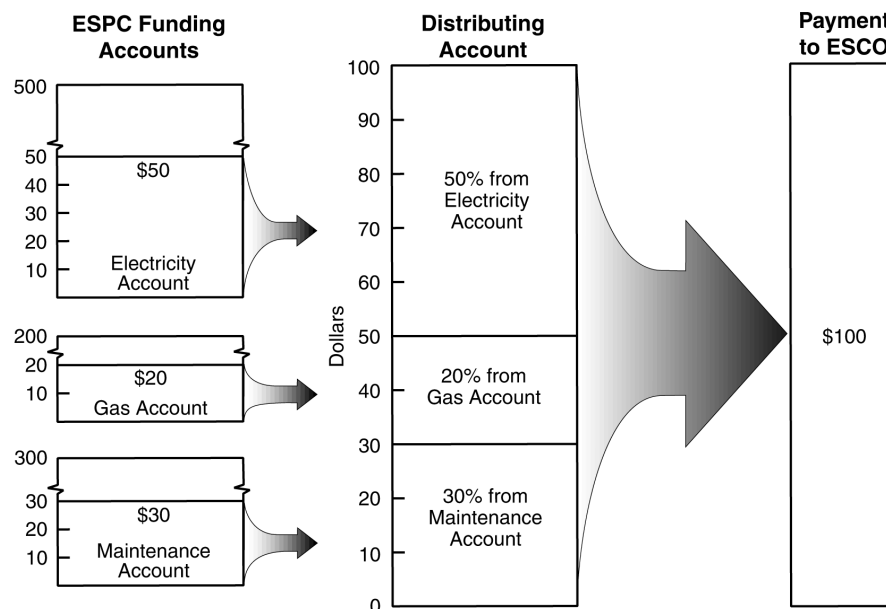 ESPC Funding
Accounts
500
50
$50
40
30
20
10
Electricity
Account
200
20
$20
10
Gas Account
300
30
$30
20
10
Maintenance
Account
Distributing
Account
Dollars
100
90
80
70
60
50
40
30
20
10
0
50% from
Electricity
Account
20% from
Gas Account
30% from
Maintenance
Account
Payment
to ESCO
$100